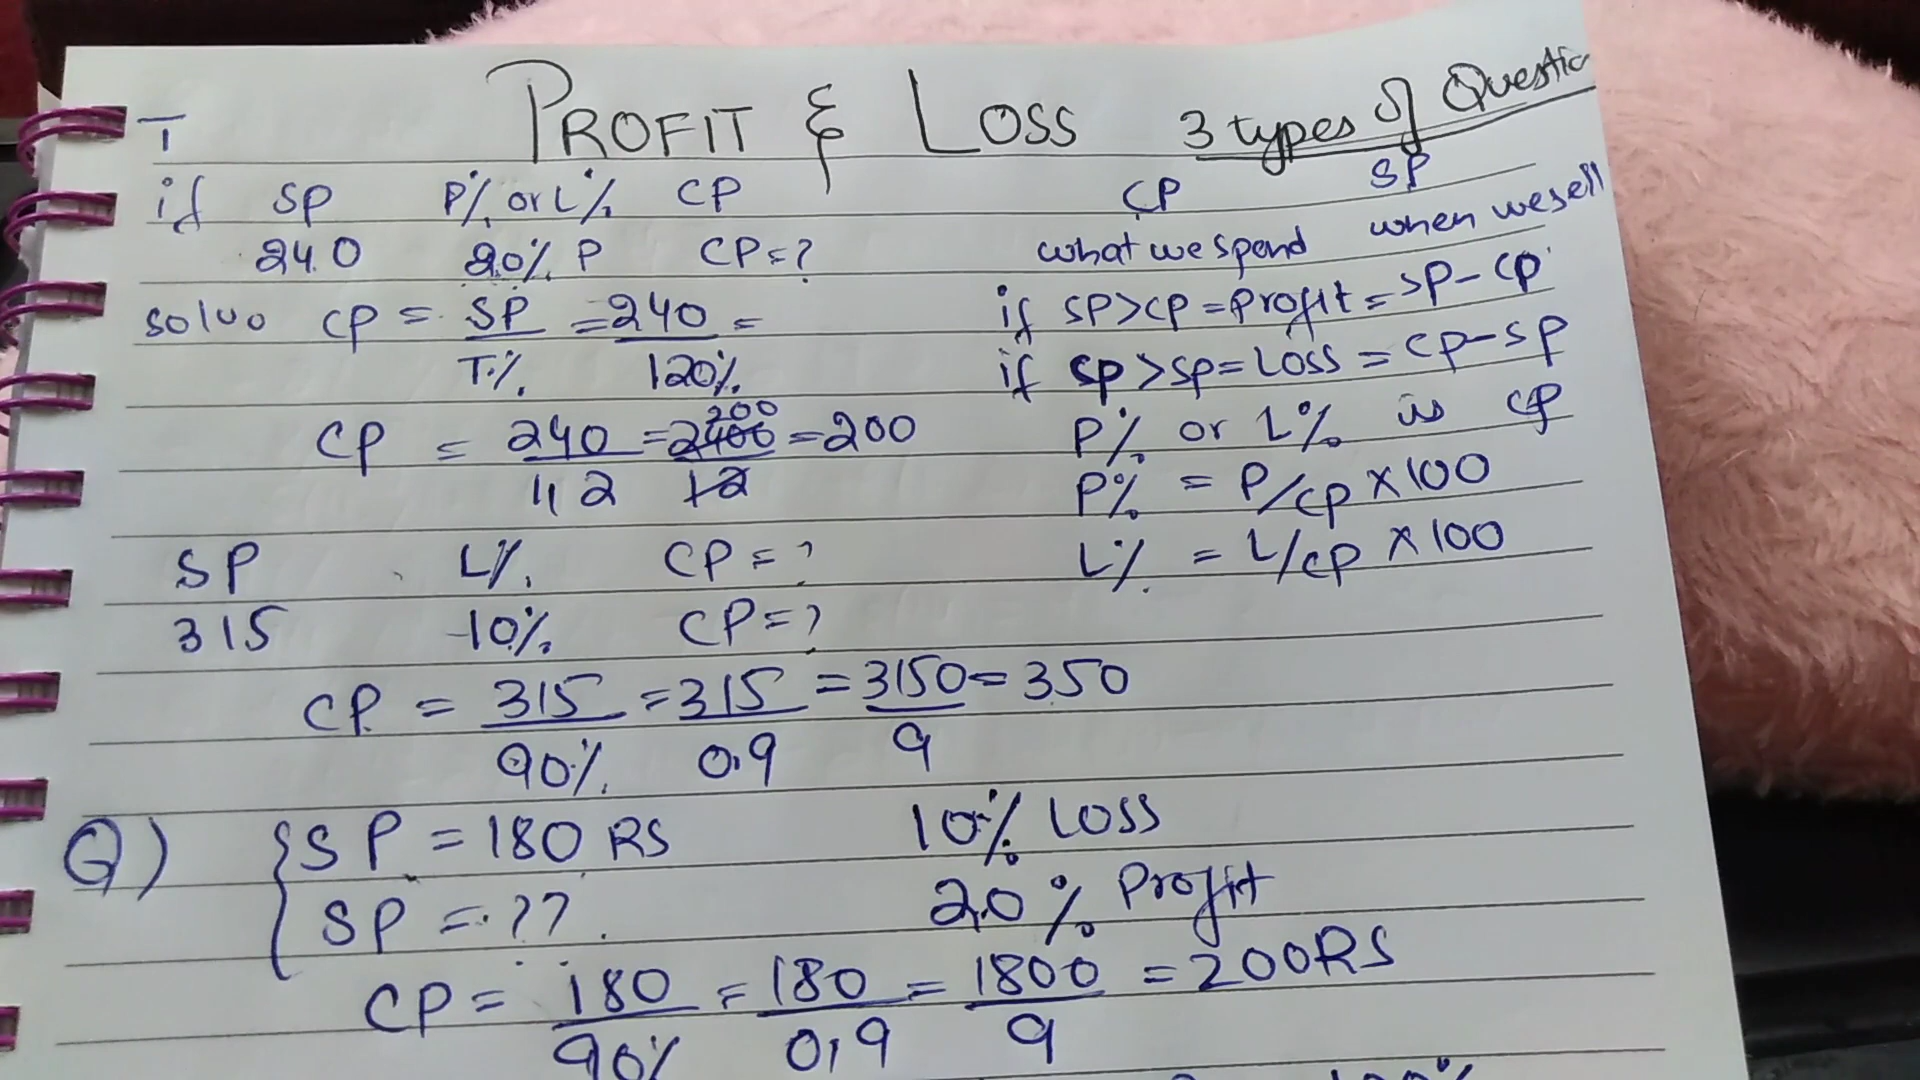 PROFIT & LOSS 3 types of Questio
T
if SP P% or L% CP
240 20% P CP=?
solve CP = SP/T% = 240/120% =
CP = 240/1,2 = 2400/12 200 = 200
SP L% CP = ?
315 -10% CP = ?
CP = 315/90% = 315/0.9 = 3150/9 = 350
CP SP
what we spend when we sell
if SP>CP = Profit = SP-CP
if SP>SP = Loss = CP-SP
P% or L% is CP
P% = P/CP X 100
L% = L/CP X 100
Q) SP = 180 RS 10% LOSS
SP = ?? 20% Profit
CP = 180/90% = 180/0,9 = 1800/9 = 200RS